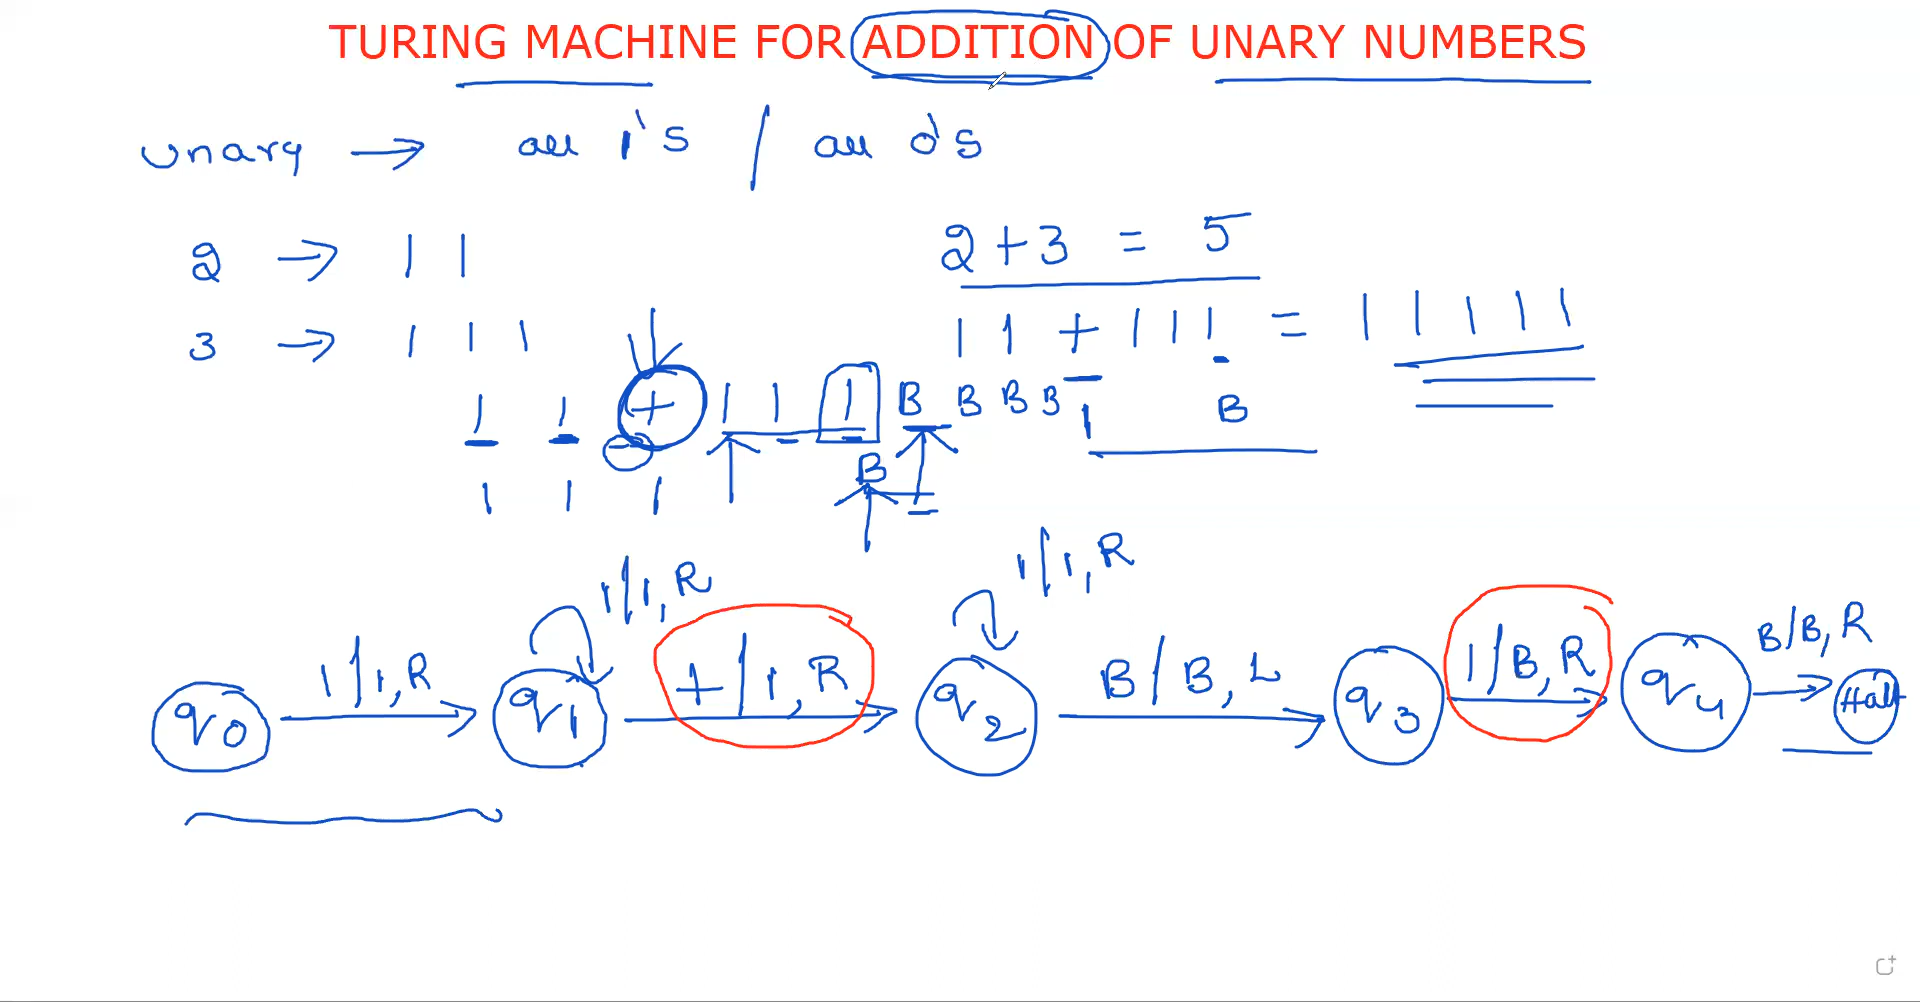 TURING MACHINE FOR ADDITION OF UNARY NUMBERS
unary → all 1's / all 0's
2 → 1 1
2 + 3 = 5
3 → 1 1 1
1 1 + 1 1 1 = 1 1 1 1 1
1 1 + 1 1 1 B B B B
1 B
B
1 1 1
1/1, R
1/1, R
1/1, R
+/1, R
B/B, L
1/B, R
B/B, R
q0 q1 q2 q3 q4 Halt